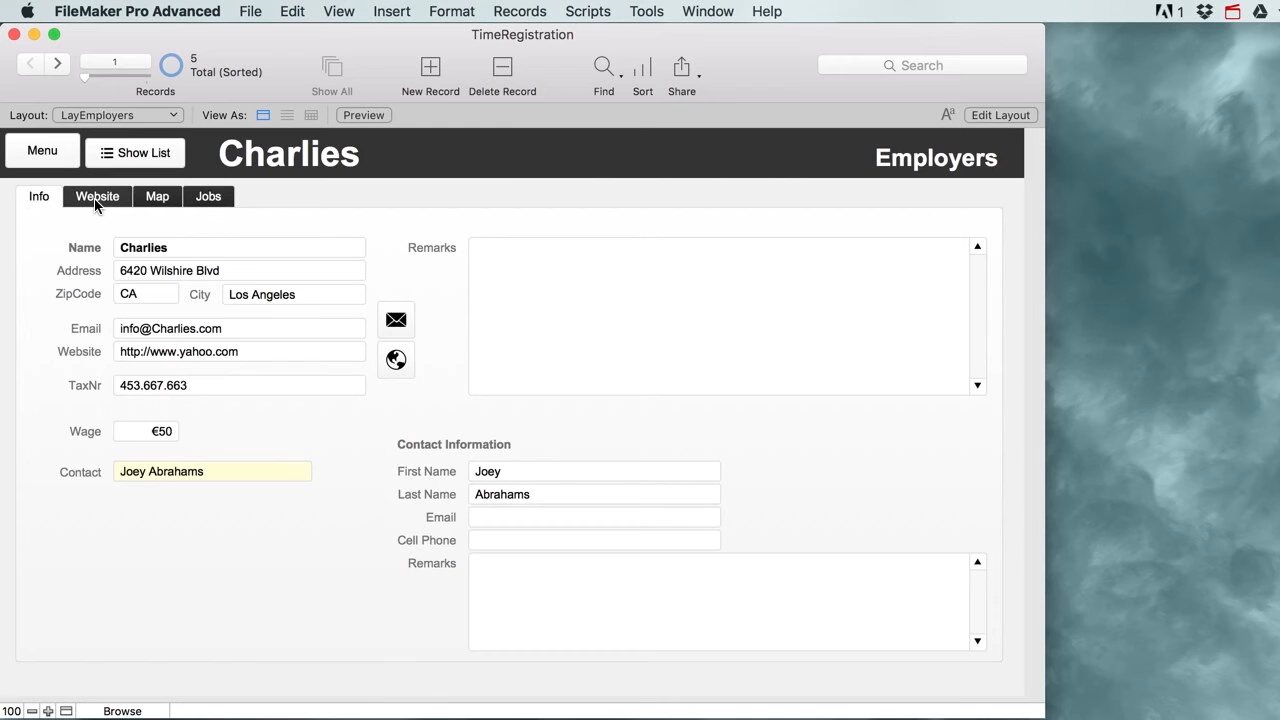 FileMaker Pro Advanced File Edit View Insert Format Records Scripts Tools Window Help 1
TimeRegistration
1
5
Total (Sorted)
Search
Records
Show All
New Record
Delete Record
Find
Sort
Share
Layout: LayEmployers View As: Preview Aa Edit Layout
Menu
Show List
Charlies
Employers
Info Website Map Jobs
Name Charlies
Address 6420 Wilshire Blvd
ZipCode CA City Los Angeles
Email info@Charlies.com
Website http://www.yahoo.com
TaxNr 453.667.663
Wage €50
Contact Joey Abrahams
Remarks
Contact Information
First Name Joey
Last Name Abrahams
Email
Cell Phone
Remarks
100 Browse